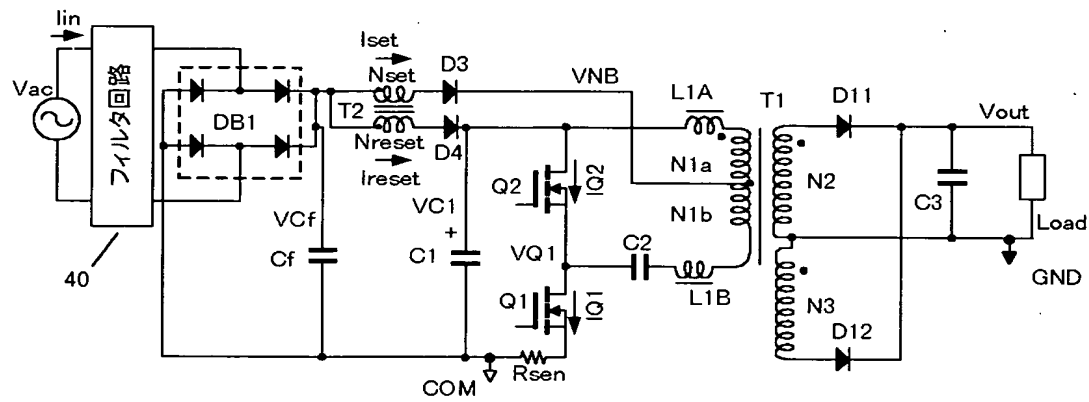 Iin
Vac
フィルタ回路
40
DB1
VCf
Cf
Iset
Nset
T2
Nreset
Ireset
D3
D4
VC1
+
C1
COM
Rsen
Q2
IQ2
VQ1
Q1
IQ1
VNB
C2
L1A
L1B
N1a
N1b
T1
N2
N3
D11
D12
C3
Vout
Load
GND